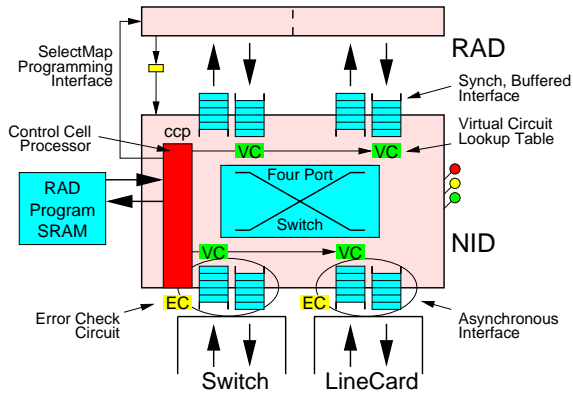 SelectMap
Programming
Interface
RAD
Synch, Buffered
Interface
Control Cell
Processor
ccp
Virtual Circuit
Lookup Table
VC
VC
RAD
Program
SRAM
Four Port
Switch
NID
VC
VC
EC
EC
Error Check
Circuit
Asynchronous
Interface
Switch
LineCard